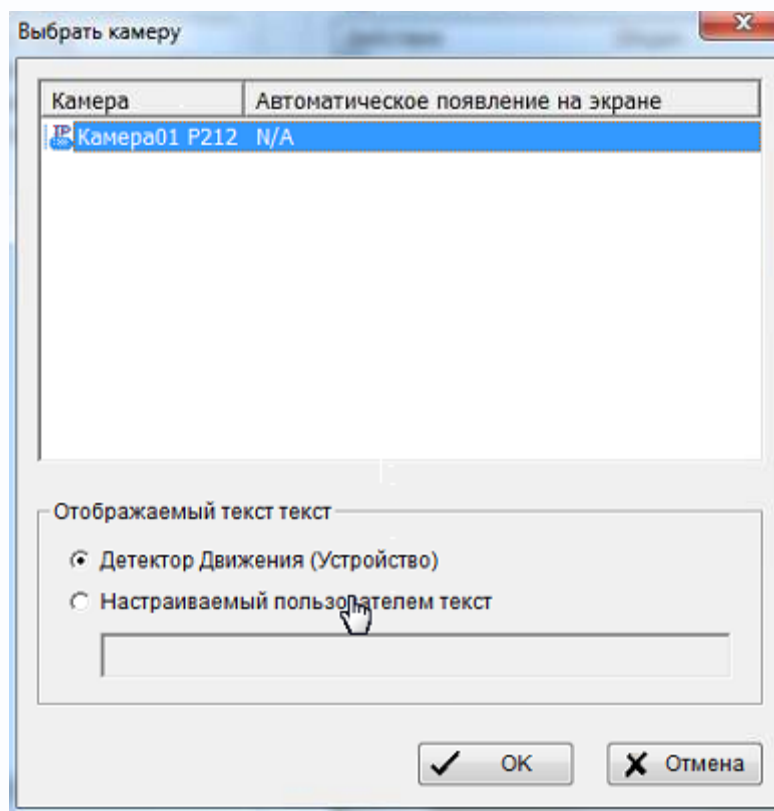 Выбрать камеру
Камера Автоматическое появление на экране
IP Камера01 P212 N/A
Отображаемый текст текст
Детектор Движения (Устройство)
Настраиваемый пользователем текст
OK Отмена